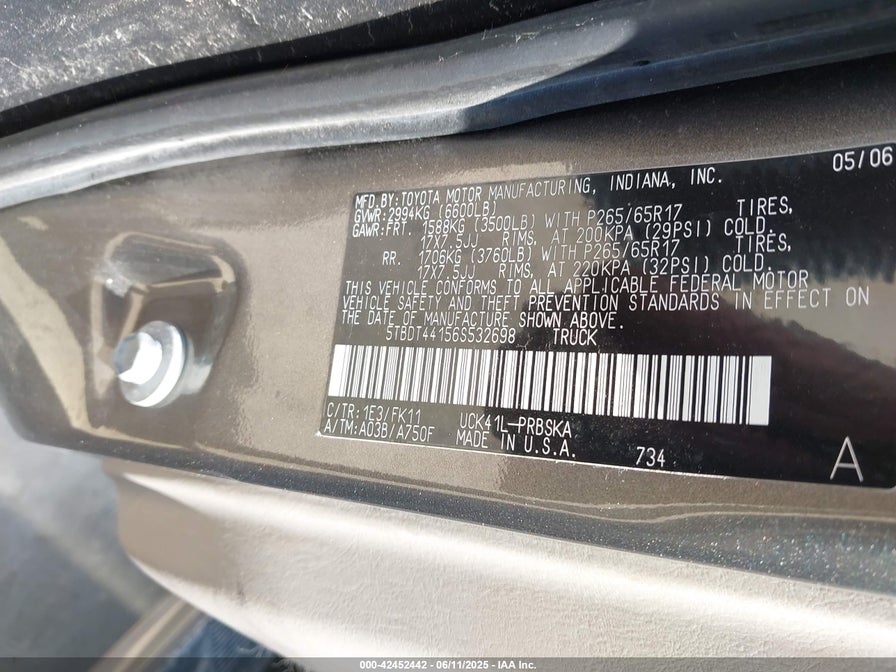 05/06
MFD.BY:TOYOTA MOTOR MANUFACTURING, INDIANA, INC.
GVWR:2994KG (6600LB)
GAWR:FRT. 1588KG (3500LB) WITH P265/65R17 TIRES,
17X7.5JJ RIMS, AT 200KPA (29PSI) COLD.
RR. 1706KG (3760LB) WITH P265/65R17 TIRES,
17X7.5JJ RIMS, AT 220KPA (32PSI) COLD.
THIS VEHICLE CONFORMS TO ALL APPLICABLE FEDERAL MOTOR
VEHICLE SAFETY AND THEFT PREVENTION STANDARDS IN EFFECT ON
THE DATE OF MANUFACTURE SHOWN ABOVE.
5TBDT44156S532698 TRUCK
C/TR: 1E3/FK11 UCK41L-PRBSKA
A/TM:A03B/A750F MADE IN U.S.A.
734
A
000-42452442 - 06/11/2025 - IAA Inc.